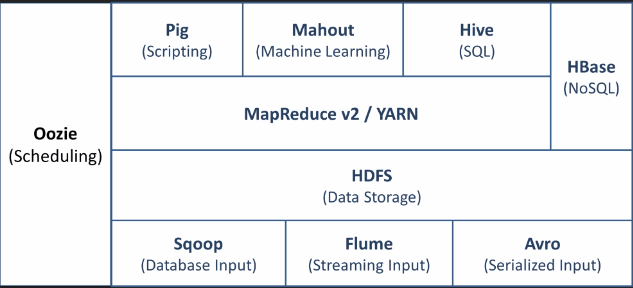 Pig
(Scripting)
Mahout
(Machine Learning)
Hive
(SQL)
HBase
(NoSQL)
MapReduce v2 / YARN
Oozie
(Scheduling)
HDFS
(Data Storage)
Sqoop
(Database Input)
Flume
(Streaming Input)
Avro
(Serialized Input)